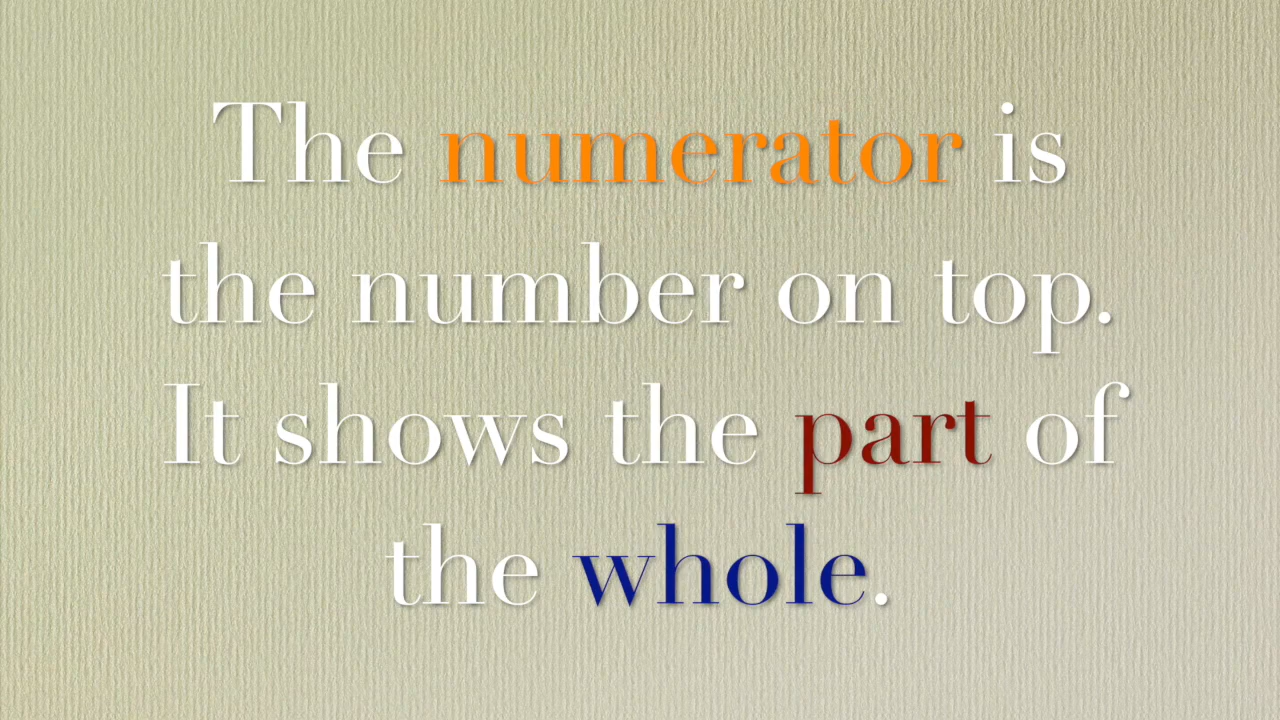 The numerator is
the number on top.
It shows the part of
the whole.